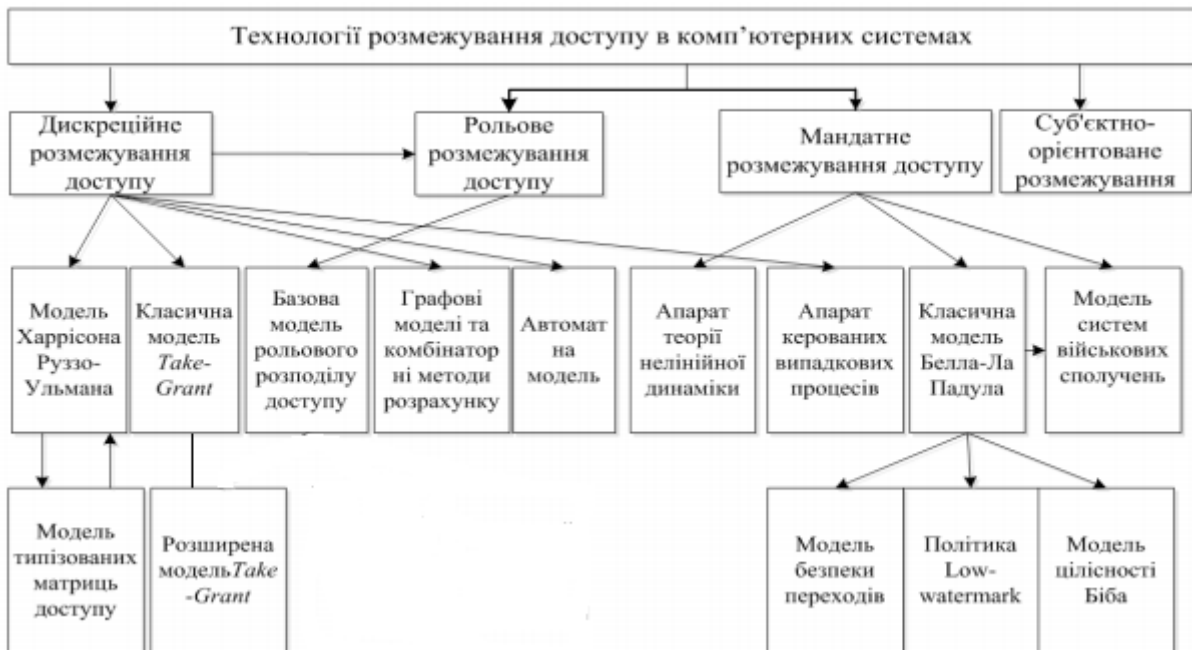 Технології розмежування доступу в комп’ютерних системах
Дискреційне
розмежування
доступу
Рольове
розмежування
доступу
Мандатне
розмежування доступу
Суб'єктно-
орієнтоване
розмежування
Модель
Харрісона
Руззо-
Ульмана
Класична
модель
Take-
Grant
Базова
модель
рольового
розподілу
доступу
Графові
моделі та
комбінатор
ні методи
розрахунку
Автомат
на
модель
Апарат
теорії
нелінійної
динаміки
Апарат
керованих
випадкових
процесів
Класична
модель
Белла-Ла
Падула
Модель
систем
військових
сполучень
Модель
типізованих
матриць
доступу
Розширена
модельTake
-Grant
Модель
безпеки
переходів
Політика
Low-
watermark
Модель
цілісності
Біба